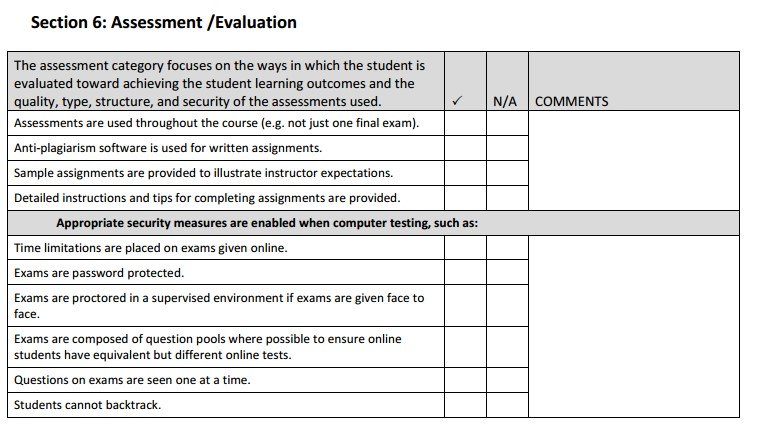 Section 6: Assessment /Evaluation
The assessment category focuses on the ways in which the student is
evaluated toward achieving the student learning outcomes and the
quality, type, structure, and security of the assessments used.
✓
N/A
COMMENTS
Assessments are used throughout the course (e.g. not just one final exam).
Anti-plagiarism software is used for written assignments.
Sample assignments are provided to illustrate instructor expectations.
Detailed instructions and tips for completing assignments are provided.
Appropriate security measures are enabled when computer testing, such as:
Time limitations are placed on exams given online.
Exams are password protected.
Exams are proctored in a supervised environment if exams are given face to
face.
Exams are composed of question pools where possible to ensure online
students have equivalent but different online tests.
Questions on exams are seen one at a time.
Students cannot backtrack.